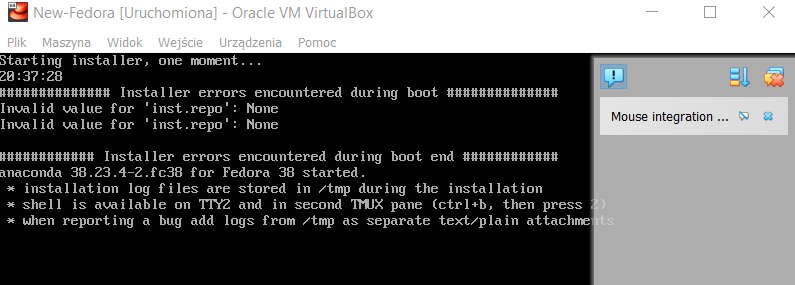 New-Fedora [Uruchomiona] - Oracle VM VirtualBox
Plik Maszyna Widok Wejście Urządzenia Pomoc
Starting installer, one moment...
20:37:28
############## Installer errors encountered during boot ##############
Invalid value for 'inst.repo': None
Invalid value for 'inst.repo': None
############ Installer errors encountered during boot end ############
anaconda 38.23.4-2.fc38 for Fedora 38 started.
* installation log files are stored in /tmp during the installation
* shell is available on TTY2 and in second TMUX pane (ctrl+b, then press 2)
* when reporting a bug add logs from /tmp as separate text/plain attachments
Mouse integration ...